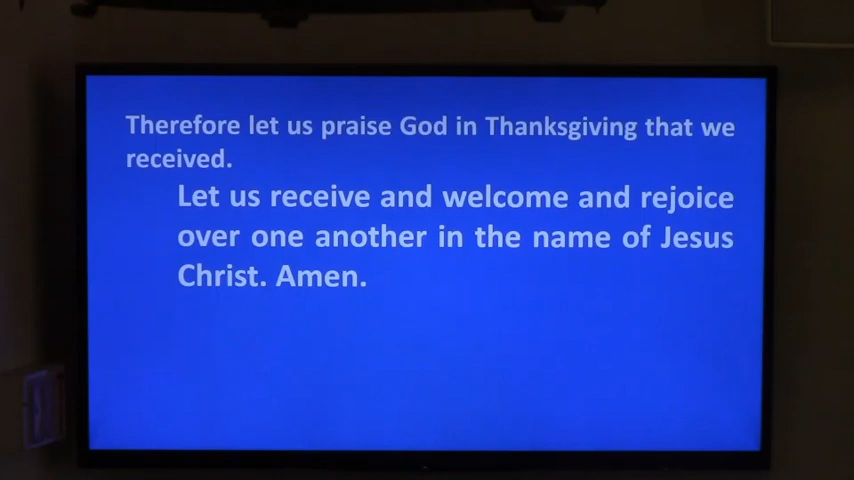 Therefore let us praise God in Thanksgiving that we
received.
Let us receive and welcome and rejoice
over one another in the name of Jesus
Christ. Amen.